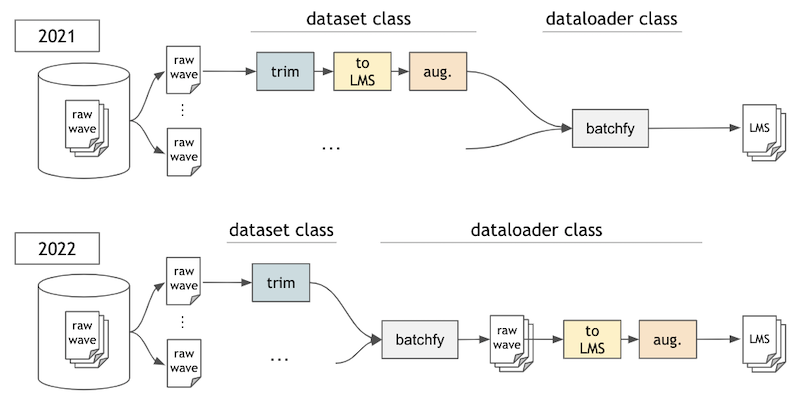 2021
dataset class
dataloader class
raw
wave
raw
wave
trim
to
LMS
aug.
⋮
raw
wave
...
batchfy
LMS
2022
dataset class
dataloader class
raw
wave
raw
wave
trim
⋮
raw
wave
...
batchfy
raw
wave
to
LMS
aug.
LMS